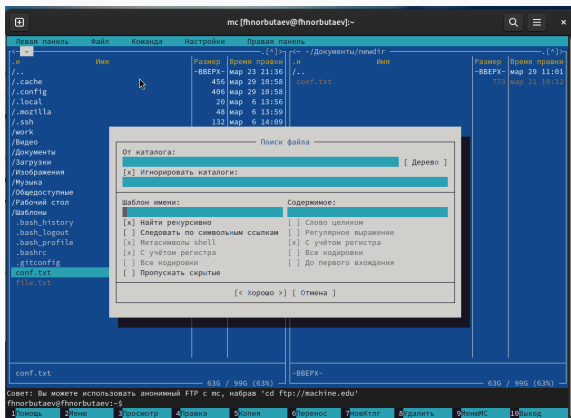 mc [fhnorbutaev@fhnorbutaev]:~
Левая панель Файл Команда Настройки Правая панель
~ .[^] ~/Документы/newdir .[^]
.и Имя Размер Время правки .и Имя Размер Время правки
/.. -ВВЕРХ- мар 23 21:36 /.. -ВВЕРХ- мар 29 11:01
/.cache 456 мар 29 10:58 conf.txt 773 мар 21 19:12
/.config 406 мар 29 10:58
/.local 20 мар 6 13:56
/.mozilla 48 мар 6 13:59
/.ssh 132 мар 6 14:09
/work
/Видео
/Документы
/Загрузки
/Изображения
/Музыка
/Общедоступные
/Рабочий стол
/Шаблоны
.bash_history
.bash_logout
.bash_profile
.bashrc
.gitconfig
conf.txt
file.txt
Поиск файла
От каталога:
[ Дерево ]
[x] Игнорировать каталоги:
Шаблон имени: Содержимое:
[x] Найти рекурсивно [ ] Слово целиком
[ ] Следовать по символьным ссылкам [ ] Регулярное выражение
[x] Метасимволы shell [x] С учётом регистра
[x] С учётом регистра [ ] Все кодировки
[ ] Все кодировки [ ] До первого вхождения
[ ] Пропускать скрытые
[< Хорошо >] [ Отмена ]
conf.txt -ВВЕРХ-
63G / 99G (63%) 63G / 99G (63%)
Совет: Вы можете использовать анонимный FTP с mc, набрав 'cd ftp://machine.edu'
fhnorbutaev@fhnorbutaev:~$
1Помощь 2Меню 3Просмотр 4Правка 5Копия 6Перенос 7НовКтлг 8Удалить 9МенюМС 10Выход